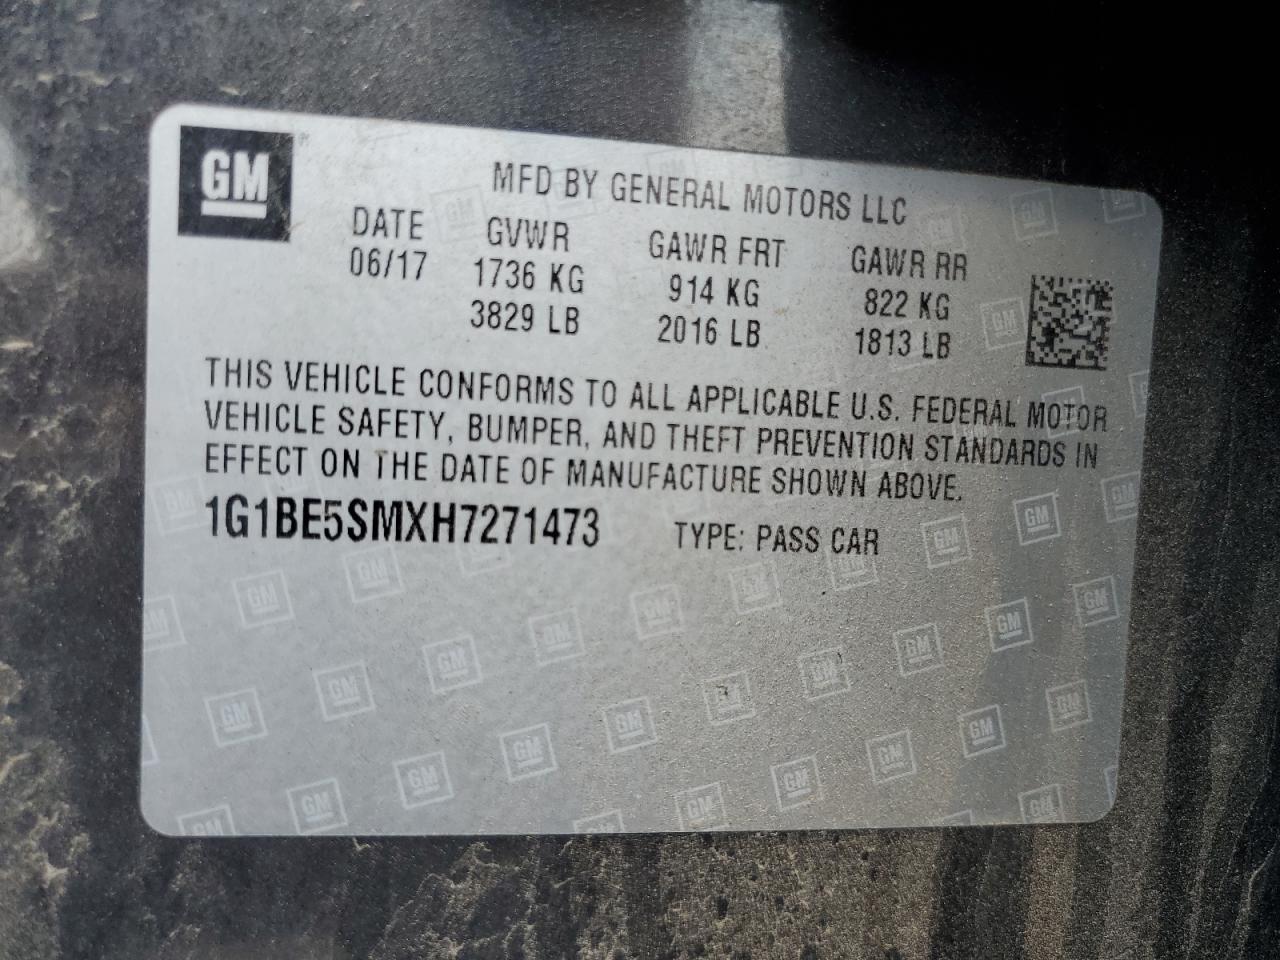 GM
MFD BY GENERAL MOTORS LLC
DATE GVWR GAWR FRT GAWR RR
06/17 1736 KG 914 KG 822 KG
3829 LB 2016 LB 1813 LB
THIS VEHICLE CONFORMS TO ALL APPLICABLE U.S. FEDERAL MOTOR
VEHICLE SAFETY, BUMPER, AND THEFT PREVENTION STANDARDS IN
EFFECT ON THE DATE OF MANUFACTURE SHOWN ABOVE.
1G1BE5SMXH7271473 TYPE: PASS CAR